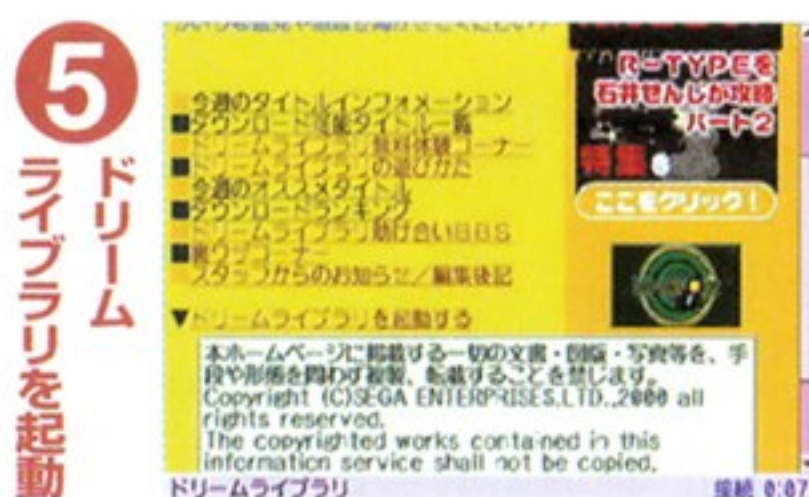 5
ドリーム
ライブラリを起動
今週のタイトルインフォメーション
■ダウンロード可能タイトル一覧
ドリームライブラリ無料体験コーナー
■ドリームライブラリの遊びかた
今週のオススメタイトル
■ダウンロードランキング
ドリームライブラリ助け合いBBS
■裏ワザコーナー
スタッフからのお知らせ/編集後記
▼ドリームライブラリを起動する
本ホームページに掲載する一切の文書・図版・写真等を、手
段や形態を問わず複製、転載することを禁じます。
Copyright (C)SEGA ENTERPRISES,LTD.,2000 all
rights reserved.
The copyrighted works contained in this
information service shall not be copied,
ドリームライブラリ
接続 0:07
R-TYPEを
石井ぜんじが攻略
パート2
特集
ここをクリック!